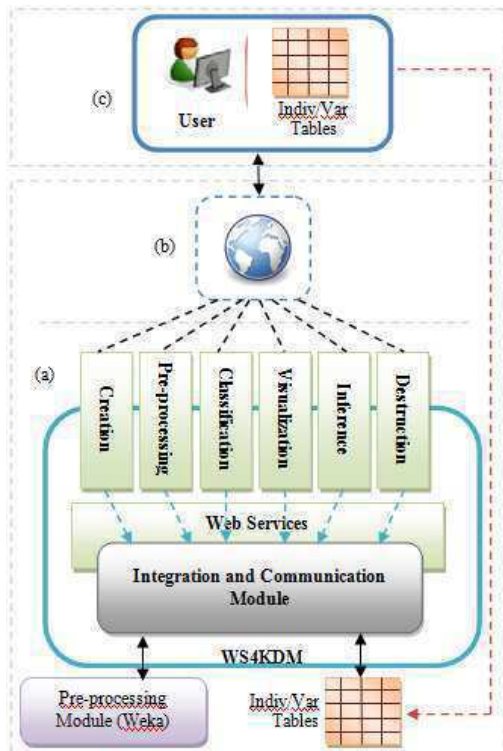 (c)
User
Indiv/Var
Tables
(b)
(a)
Creation
Pre-processing
Classification
Visualization
Inference
Destruction
Web Services
Integration and Communication
Module
WS4KDM
Pre-processing
Module (Weka)
Indiv/Var
Tables